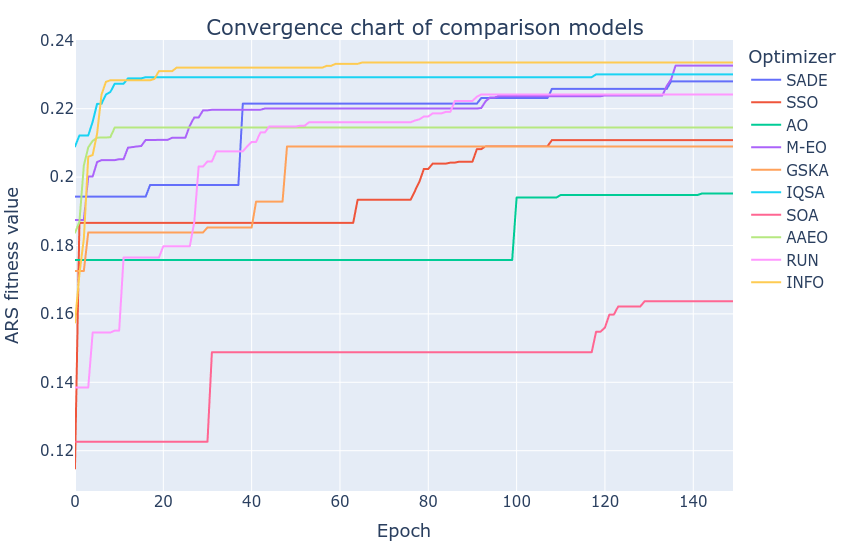 Convergence chart of comparison models
ARS fitness value
0.24
0.22
0.2
0.18
0.16
0.14
0.12
0 20 40 60 80 100 120 140
Epoch
Optimizer
SADE
SSO
AO
M-EO
GSKA
IQSA
SOA
AAEO
RUN
INFO